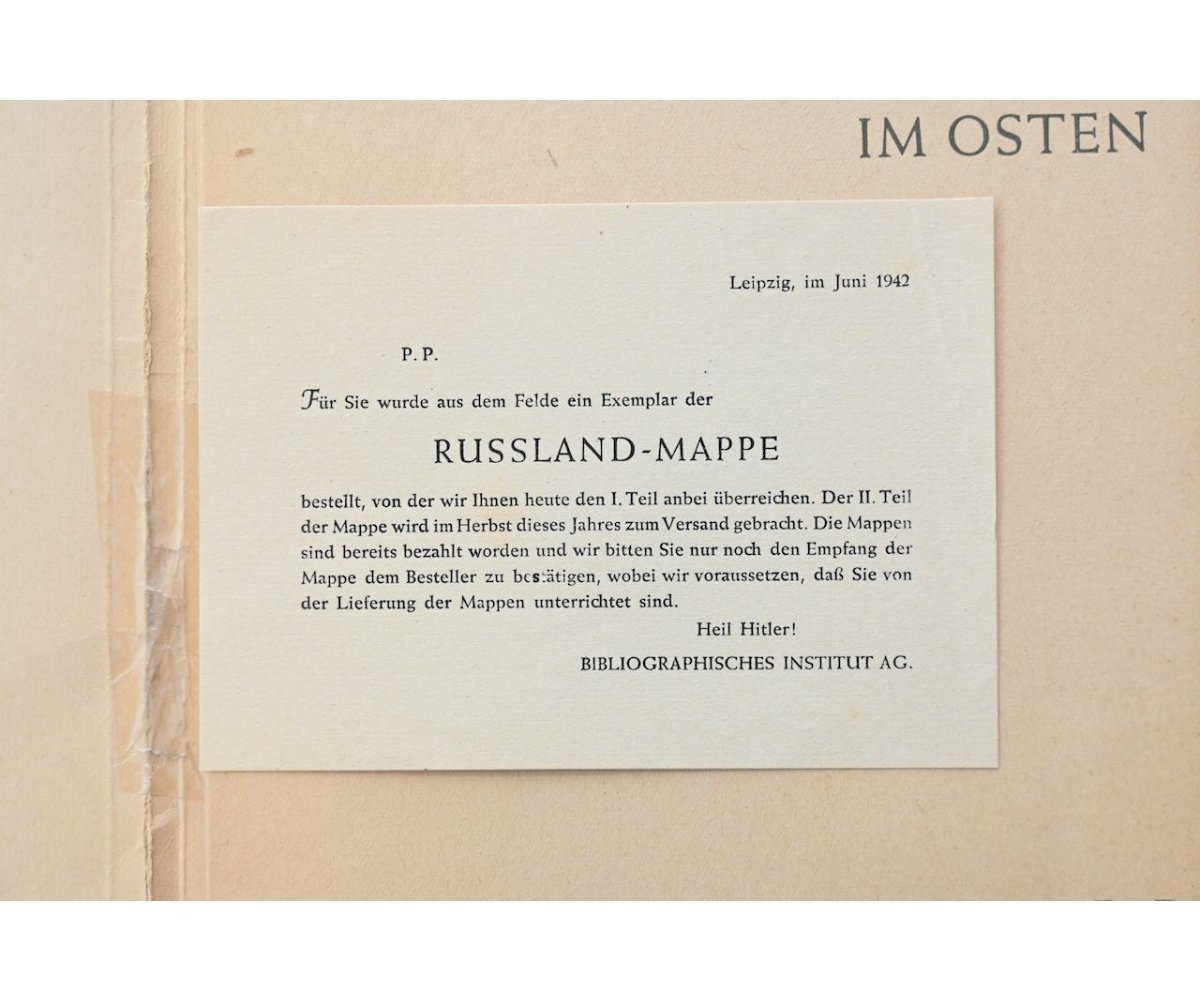 IM OSTEN
Leipzig, im Juni 1942
P. P.
Für Sie wurde aus dem Felde ein Exemplar der
RUSSLAND-MAPPE
bestellt, von der wir Ihnen heute den I. Teil anbei überreichen. Der II. Teil
der Mappe wird im Herbst dieses Jahres zum Versand gebracht. Die Mappen
sind bereits bezahlt worden und wir bitten Sie nur noch den Empfang der
Mappe dem Besteller zu bestätigen, wobei wir voraussetzen, daß Sie von
der Lieferung der Mappen unterrichtet sind.
Heil Hitler!
BIBLIOGRAPHISCHES INSTITUT AG.